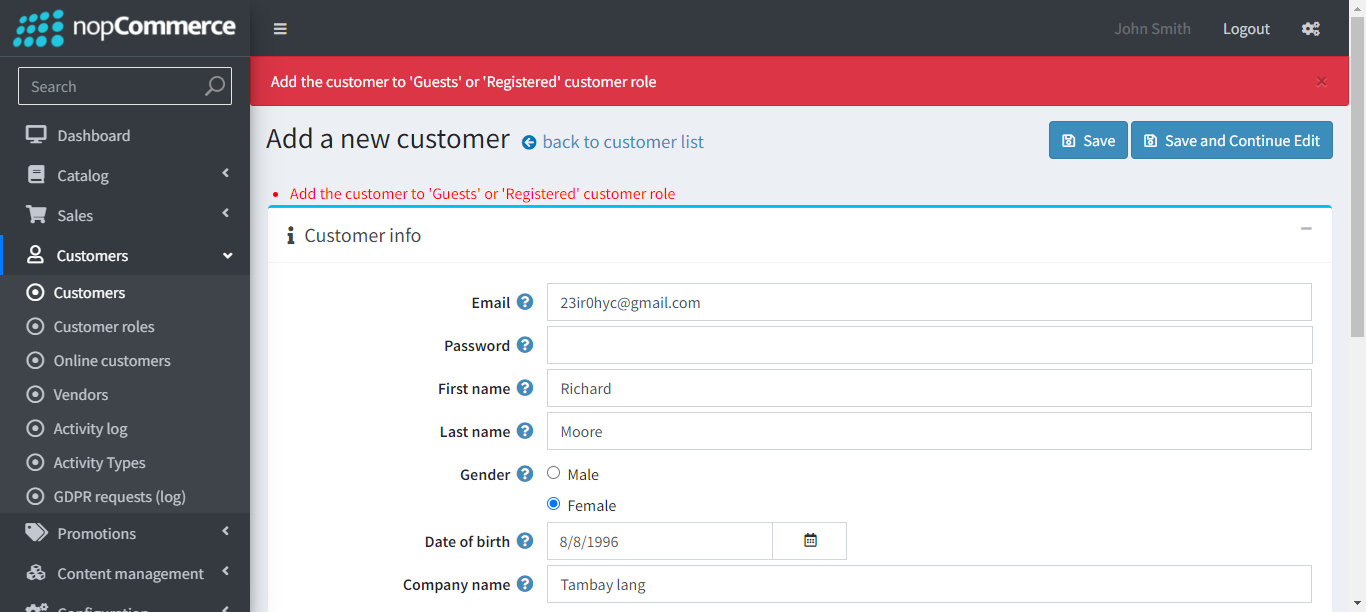 nopCommerce
John Smith
Logout
Search
Add the customer to 'Guests' or 'Registered' customer role
×
Dashboard
Catalog
Sales
Customers
Customers
Customer roles
Online customers
Vendors
Activity log
Activity Types
GDPR requests (log)
Promotions
Content management
Configuration
Add a new customer
back to customer list
Save
Save and Continue Edit
Add the customer to 'Guests' or 'Registered' customer role
Customer info
Email
23ir0hyc@gmail.com
Password
First name
Richard
Last name
Moore
Gender
Male
Female
Date of birth
8/8/1996
Company name
Tambay lang